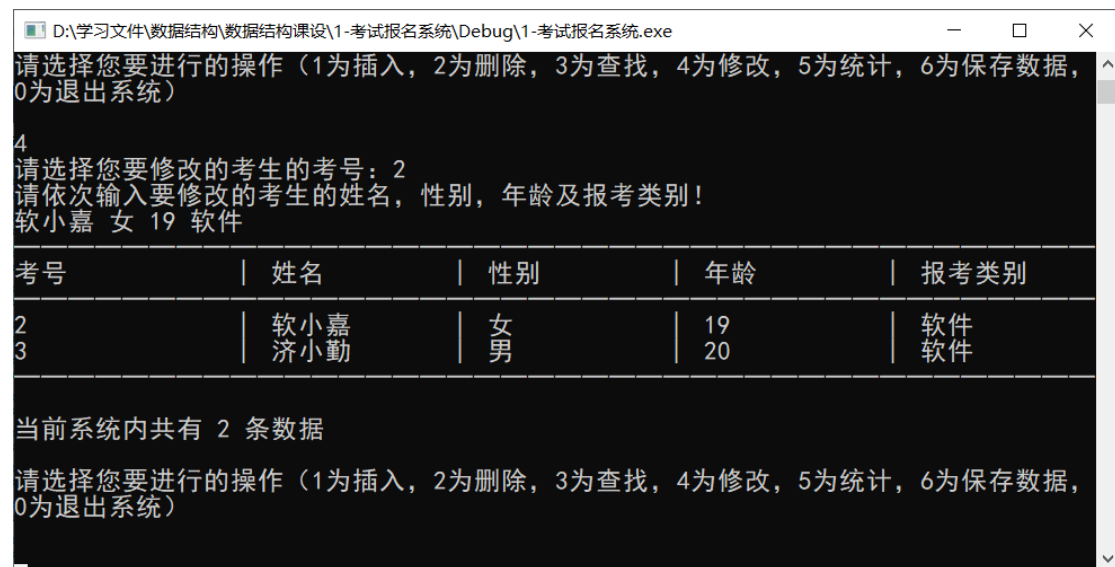 D:\学习文件\数据结构\数据结构课设\1-考试报名系统\Debug\1-考试报名系统.exe
请选择您要进行的操作（1为插入，2为删除，3为查找，4为修改，5为统计，6为保存数据，
0为退出系统）
4
请选择您要修改的考生的考号：2
请依次输入要修改的考生的姓名，性别，年龄及报考类别！
软小嘉 女 19 软件
考号 | 姓名 | 性别 | 年龄 | 报考类别
2 | 软小嘉 | 女 | 19 | 软件
3 | 济小勤 | 男 | 20 | 软件
当前系统内共有 2 条数据
请选择您要进行的操作（1为插入，2为删除，3为查找，4为修改，5为统计，6为保存数据，
0为退出系统）